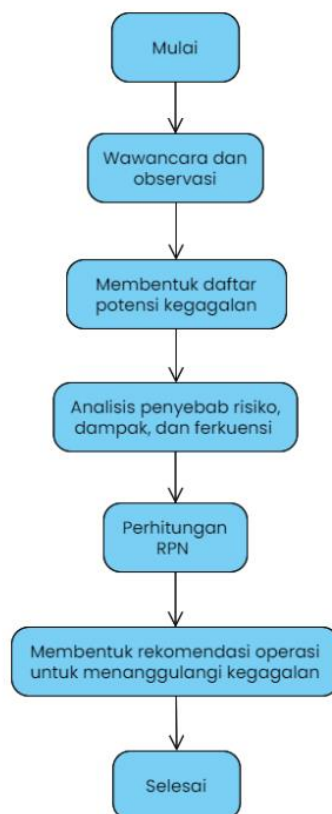 Mulai
Wawancara dan
observasi
Membentuk daftar
potensi kegagalan
Analisis penyebab risiko,
dampak, dan ferkuensi
Perhitungan
RPN
Membentuk rekomendasi operasi
untuk menanggulangi kegagalan
Selesai